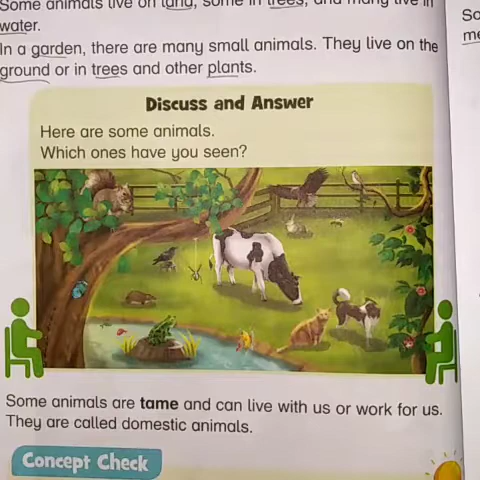 Some animals live on land, some in trees, and many live in
water.
In a garden, there are many small animals. They live on the
ground or in trees and other plants.
Discuss and Answer
Here are some animals.
Which ones have you seen?
Some animals are tame and can live with us or work for us.
They are called domestic animals.
Concept Check
So